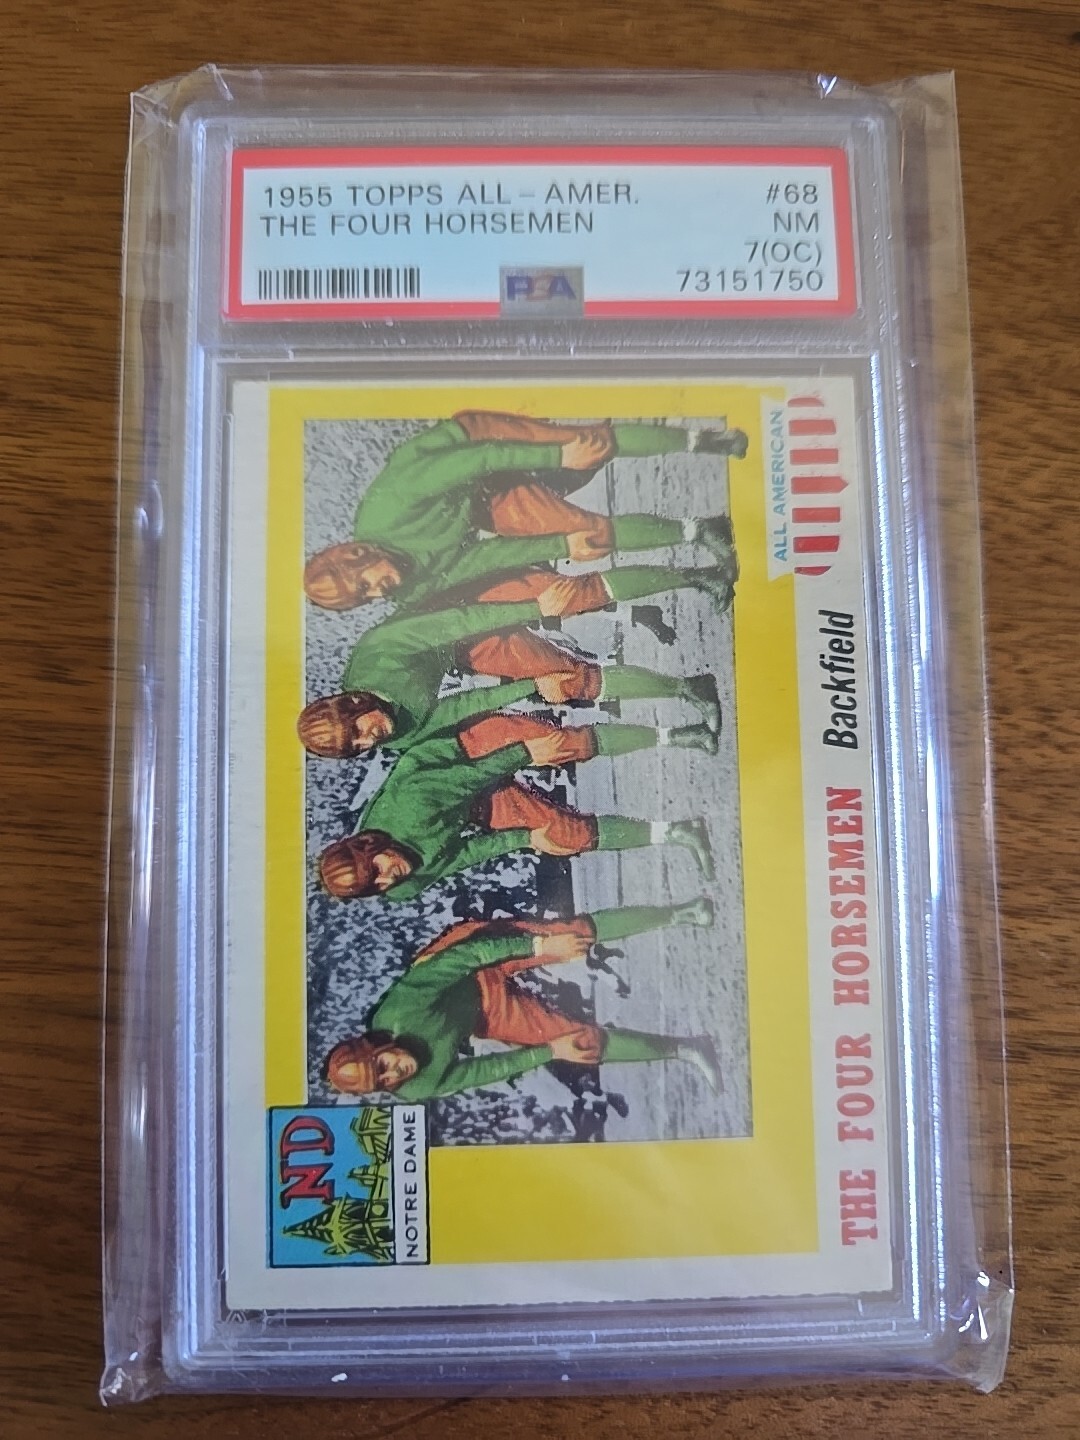 1955 TOPPS ALL-AMER. #68
THE FOUR HORSEMEN NM
7(OC)
PSA 73151750
ALL AMERICAN
THE FOUR HORSEMEN Backfield
ND
NOTRE DAME